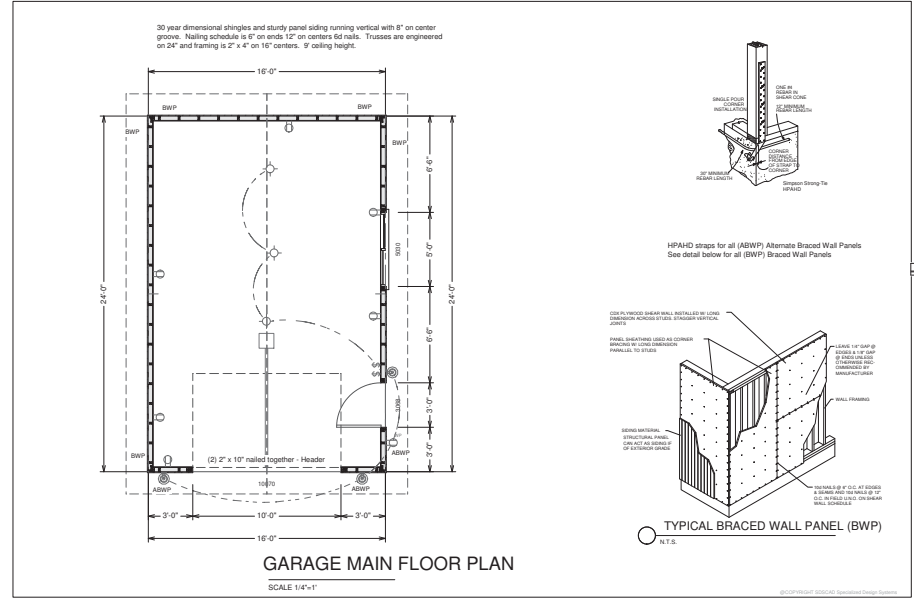 30 year dimensional shingles and sturdy panel siding running vertical with 8" on center
groove. Nailing schedule is 6" on ends 12" on centers 6d nails. Trusses are engineered
on 24" and framing is 2" x 4" on 16" centers. 9' ceiling height.
16'-0"
BWP
BWP
BWP
BWP
24'-0"
6'-6"
5'-0"
5030
24'-0"
6'-6"
S
S
3'-0"
3068
3'-0"
BWP
(2) 2" x 10" nailed together - Header
ABWP
ABWP
10870
ABWP
3'-0"
10'-0"
3'-0"
16'-0"
GARAGE MAIN FLOOR PLAN
SCALE 1/4"=1'
SINGLE POUR
CORNER
INSTALLATION
ONE IN
REBAR IN
SHEAR CONE
12" MINIMUM
REBAR LENGTH
CORNER
DISTANCE
FROM EDGE
OF STRAP TO
CORNER
30" MINIMUM
REBAR LENGTH
Simpson Strong-Tie
HPAHD
HPAHD straps for all (ABWP) Alternate Braced Wall Panels
See detail below for all (BWP) Braced Wall Panels
CDX PLYWOOD SHEAR WALL INSTALLED W/ LONG
DIMENSION ACROSS STUDS. STAGGER VERTICAL
JOINTS
PANEL SHEATHING USED AS CORNER
BRACING W/ LONG DIMENSION
PARALLEL TO STUDS
LEAVE 1/4" GAP @
EDGES & 1/8" GAP
@ ENDS UNLESS
OTHERWISE REC-
OMMENDED BY
MANUFACTURER
WALL FRAMING
SIDING MATERIAL
STRUCTURAL PANEL
CAN ACT AS SIDING IF
OF EXTERIOR GRADE
10d NAILS @ 6" O.C. AT EDGES
& SEAMS AND 10d NAILS @ 12"
O.C. IN FIELD U.N.O. ON SHEAR
WALL SCHEDULE
TYPICAL BRACED WALL PANEL (BWP)
N.T.S.
@COPYRIGHT SDSCAD Specialized Design Systems